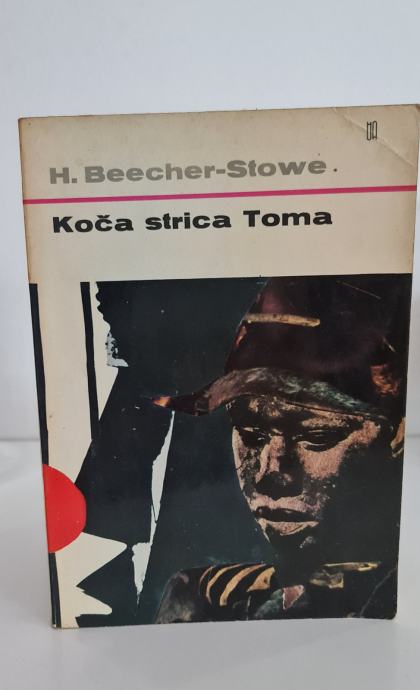 H. Beecher-Stowe
Koča strica Toma